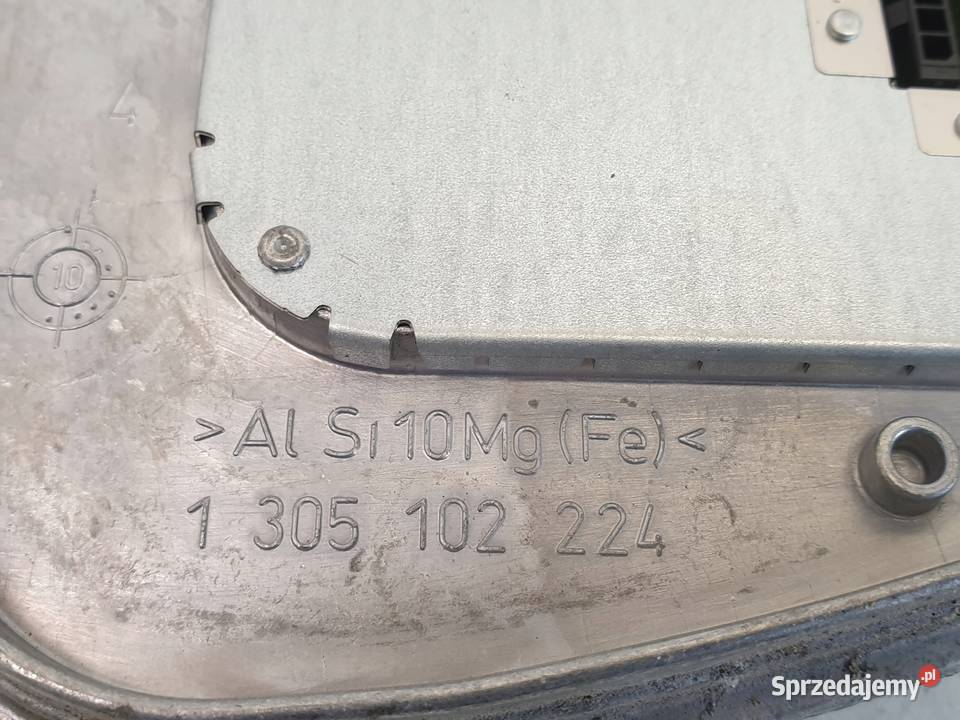 4
10
>Al Si10Mg(Fe)<
1 305 102 224
Sprzedajemy.pl